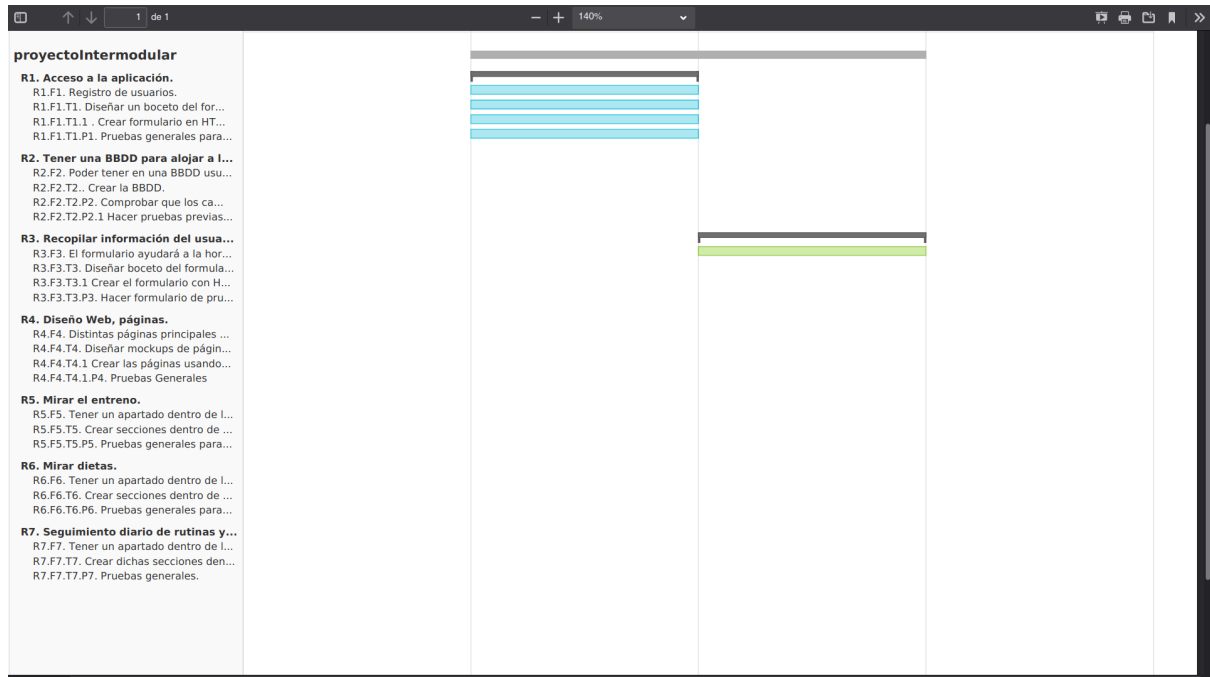 1 de 1
140%
proyectoIntermodular
R1. Acceso a la aplicación.
R1.F1. Registro de usuarios.
R1.F1.T1. Diseñar un boceto del for...
R1.F1.T1.1 . Crear formulario en HT...
R1.F1.T1.P1. Pruebas generales para...
R2. Tener una BBDD para alojar a l...
R2.F2. Poder tener en una BBDD usu...
R2.F2.T2.. Crear la BBDD.
R2.F2.T2.P2. Comprobar que los ca...
R2.F2.T2.P2.1 Hacer pruebas previas...
R3. Recopilar información del usua...
R3.F3. El formulario ayudará a la hor...
R3.F3.T3. Diseñar boceto del formula...
R3.F3.T3.1 Crear el formulario con H...
R3.F3.T3.P3. Hacer formulario de pru...
R4. Diseño Web, páginas.
R4.F4. Distintas páginas principales ...
R4.F4.T4. Diseñar mockups de págin...
R4.F4.T4.1 Crear las páginas usando...
R4.F4.T4.1.P4. Pruebas Generales
R5. Mirar el entreno.
R5.F5. Tener un apartado dentro de l...
R5.F5.T5. Crear secciones dentro de ...
R5.F5.T5.P5. Pruebas generales para...
R6. Mirar dietas.
R6.F6. Tener un apartado dentro de l...
R6.F6.T6. Crear secciones dentro de ...
R6.F6.T6.P6. Pruebas generales para...
R7. Seguimiento diario de rutinas y...
R7.F7. Tener un apartado dentro de l...
R7.F7.T7. Crear dichas secciones den...
R7.F7.T7.P7. Pruebas generales.